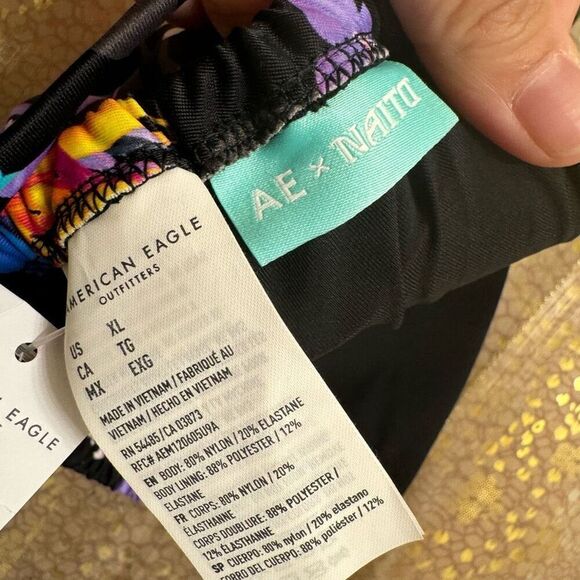 AE × NAITO
AMERICAN EAGLE
OUTFITTERS
US XL
CA TG
MX EXG
MADE IN VIETNAM / FABRIQUÉ AU
VIETNAM / HECHO EN VIETNAM
RN 54485/CA 03873
RFC# AEM120605U9A
EN BODY: 80% NYLON / 20% ELASTANE
BODY LINING: 88% POLYESTER / 12%
ELASTANE
FR CORPS: 80% NYLON / 20%
ÉLASTHANNE
CORPS DOUBLURE: 88% POLYESTER /
12% ÉLASTHANNE
SP CUERPO: 80% nylon / 20% elastano
FORRO DEL CUERPO: 88% poliéster / 12%
EAGLE